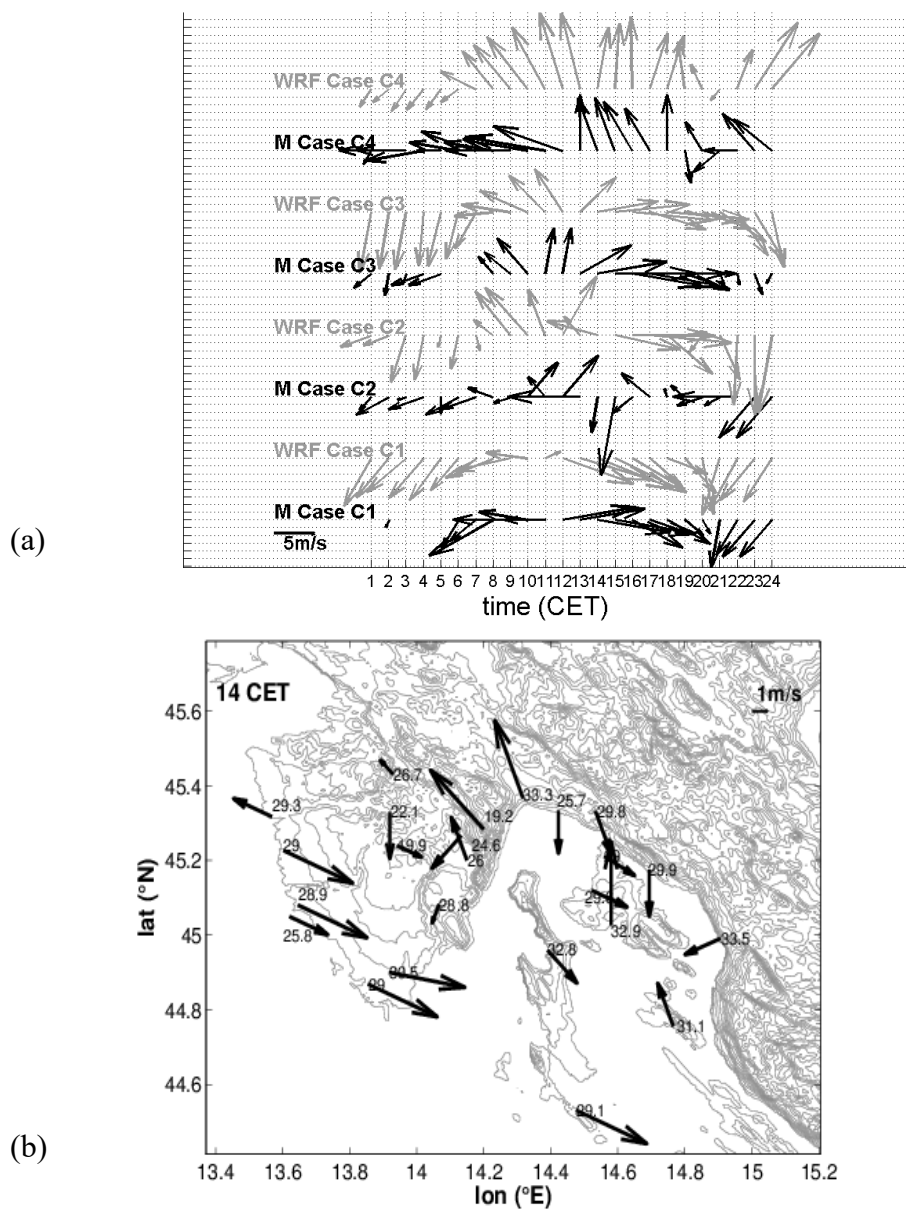 WRF Case C4
M Case C4
WRF Case C3
M Case C3
WRF Case C2
M Case C2
WRF Case C1
M Case C1
(a)
5m/s
1 2 3 4 5 6 7 8 9 10 11 12 13 14 15 16 17 18 19 20 21 22 23 24
time (CET)
14 CET
1m/s
45.6
45.4
45.2
45
44.8
44.6
lat (°N)
26.7
29.3
33.3
25.7
22.1
19.2
29.8
29
19.9
24.6
26
29.9
28.9
28.8
25.8
32.9
33.5
32.8
29
31.1
29.1
(b)
13.4 13.6 13.8 14 14.2 14.4 14.6 14.8 15 15.2
lon (°E)